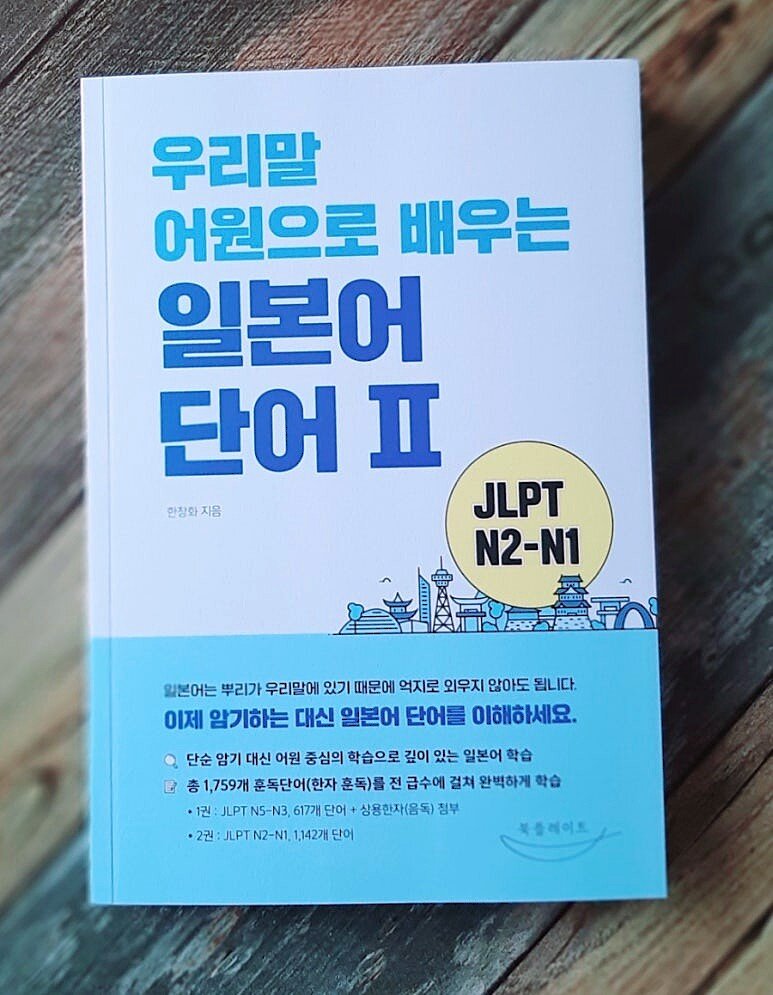 우리말
어원으로 배우는
일본어
단어 Ⅱ
한창화 지음
JLPT
N2-N1
일본어는 뿌리가 우리말에 있기 때문에 억지로 외우지 않아도 됩니다.
이제 암기하는 대신 일본어 단어를 이해하세요.
단순 암기 대신 어원 중심의 학습으로 깊이 있는 일본어 학습
총 1,759개 훈독단어(한자 훈독)를 전 급수에 걸쳐 완벽하게 학습
• 1권 : JLPT N5-N3, 617개 단어 + 상용한자(음독) 첨부
• 2권 : JLPT N2-N1, 1,142개 단어
북플레이트